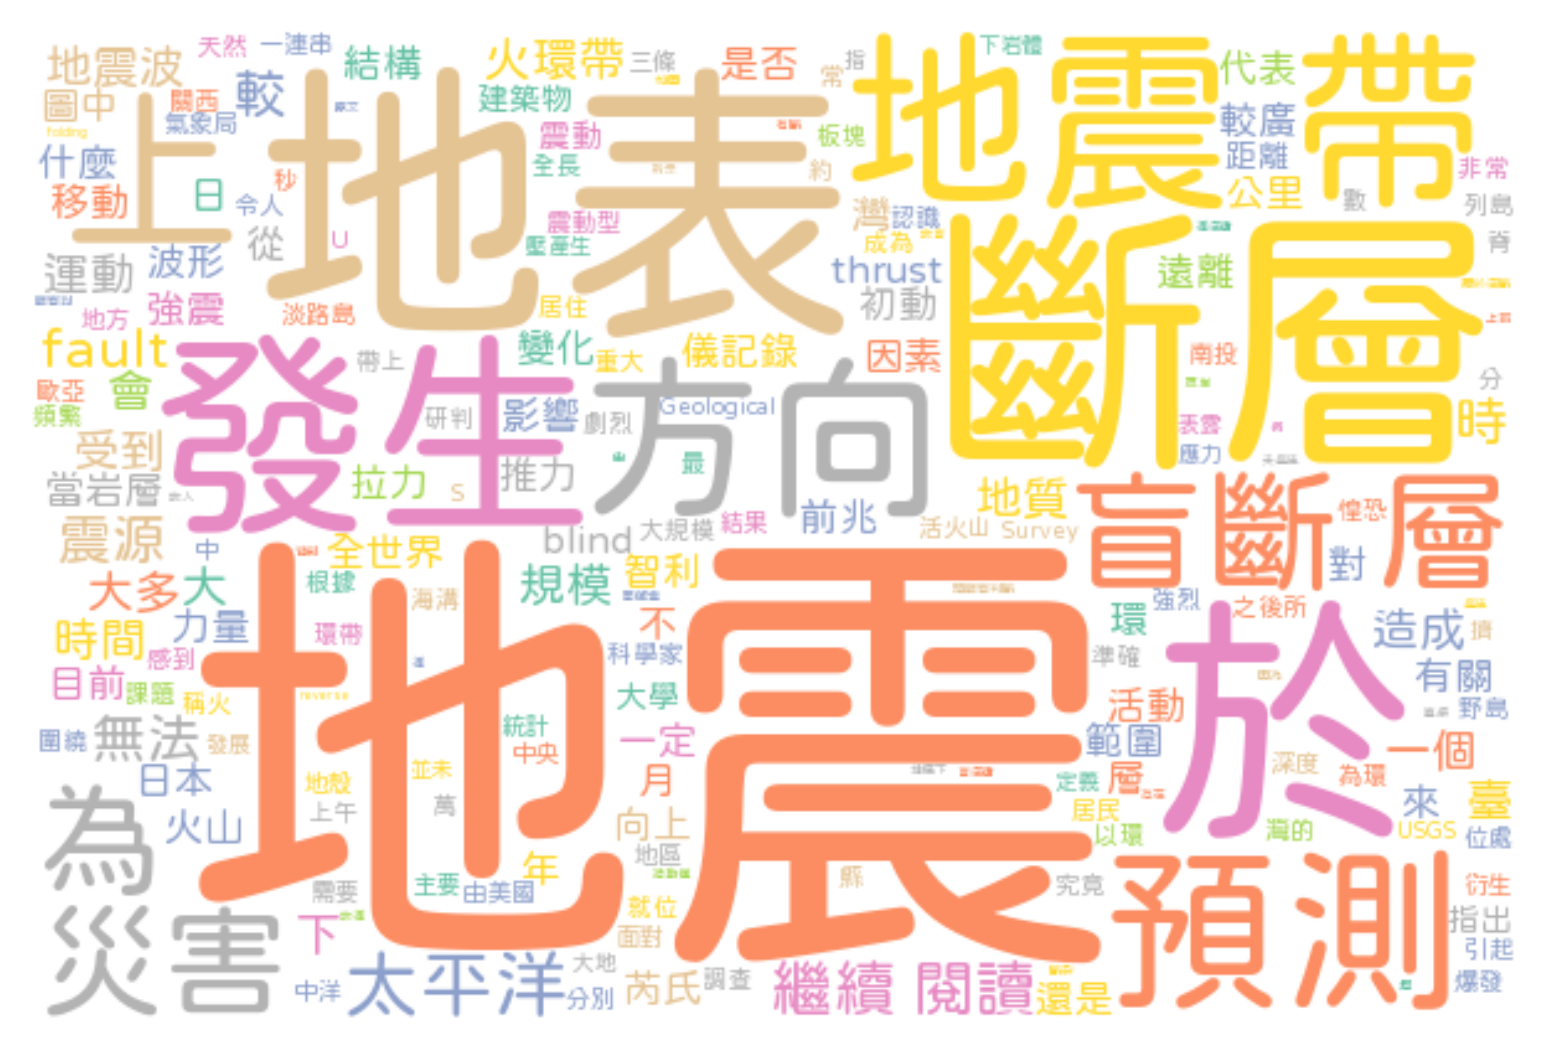 地震波 天然 一連串 結構 火環帶 三條 是否 常 指 下岩體 代表 地震帶
圖中 關西 較 建築物 震動 板塊 較廣
folding 氣象局 上 地表 全長 約 距離 非常
什麼 日 秒 公里 數 列島
移動 令人 震動型 灣 認識
從 U 壓產生 成為 脊
運動 波形 thrust 遠離 斷層
地方 強震 淡路島 居住 初動
fault 發生 帶上 變化 重大 儀記錄 因素 南投
歐亞 會 研判 影響 劇烈 方向 Geological 分
頻繁 表露 時
受到 拉力 S 推力 最 應力
當岩層 地質 盲斷層
震源 中 blind 大規模 結果 前兆 活火山 Survey 惶恐
全世界 對
大多 大 根據 海溝 規模 智利 環 強烈 之後所
時間 力量 環帶 地震 不 於 造成 擠
感到 科學家 準確 有關
目前 課題 reverse 大學 活動 野島
稱火
圍繞 無法 發展 統計 一定 範圍 一個
中央 深度
日本 地殼 並未 月 定義 層 為環
上午 萬 居民 來 臺
為 火山 向上 以環 灣的 USGS 位處
地區
需要 主要 由美國 年 縣 究竟 預測 衍生
災害 下 就位 指出
面對 引起
中洋 太平洋 大地 分別 芮氏 調查 繼續 閱讀 還是 爆發